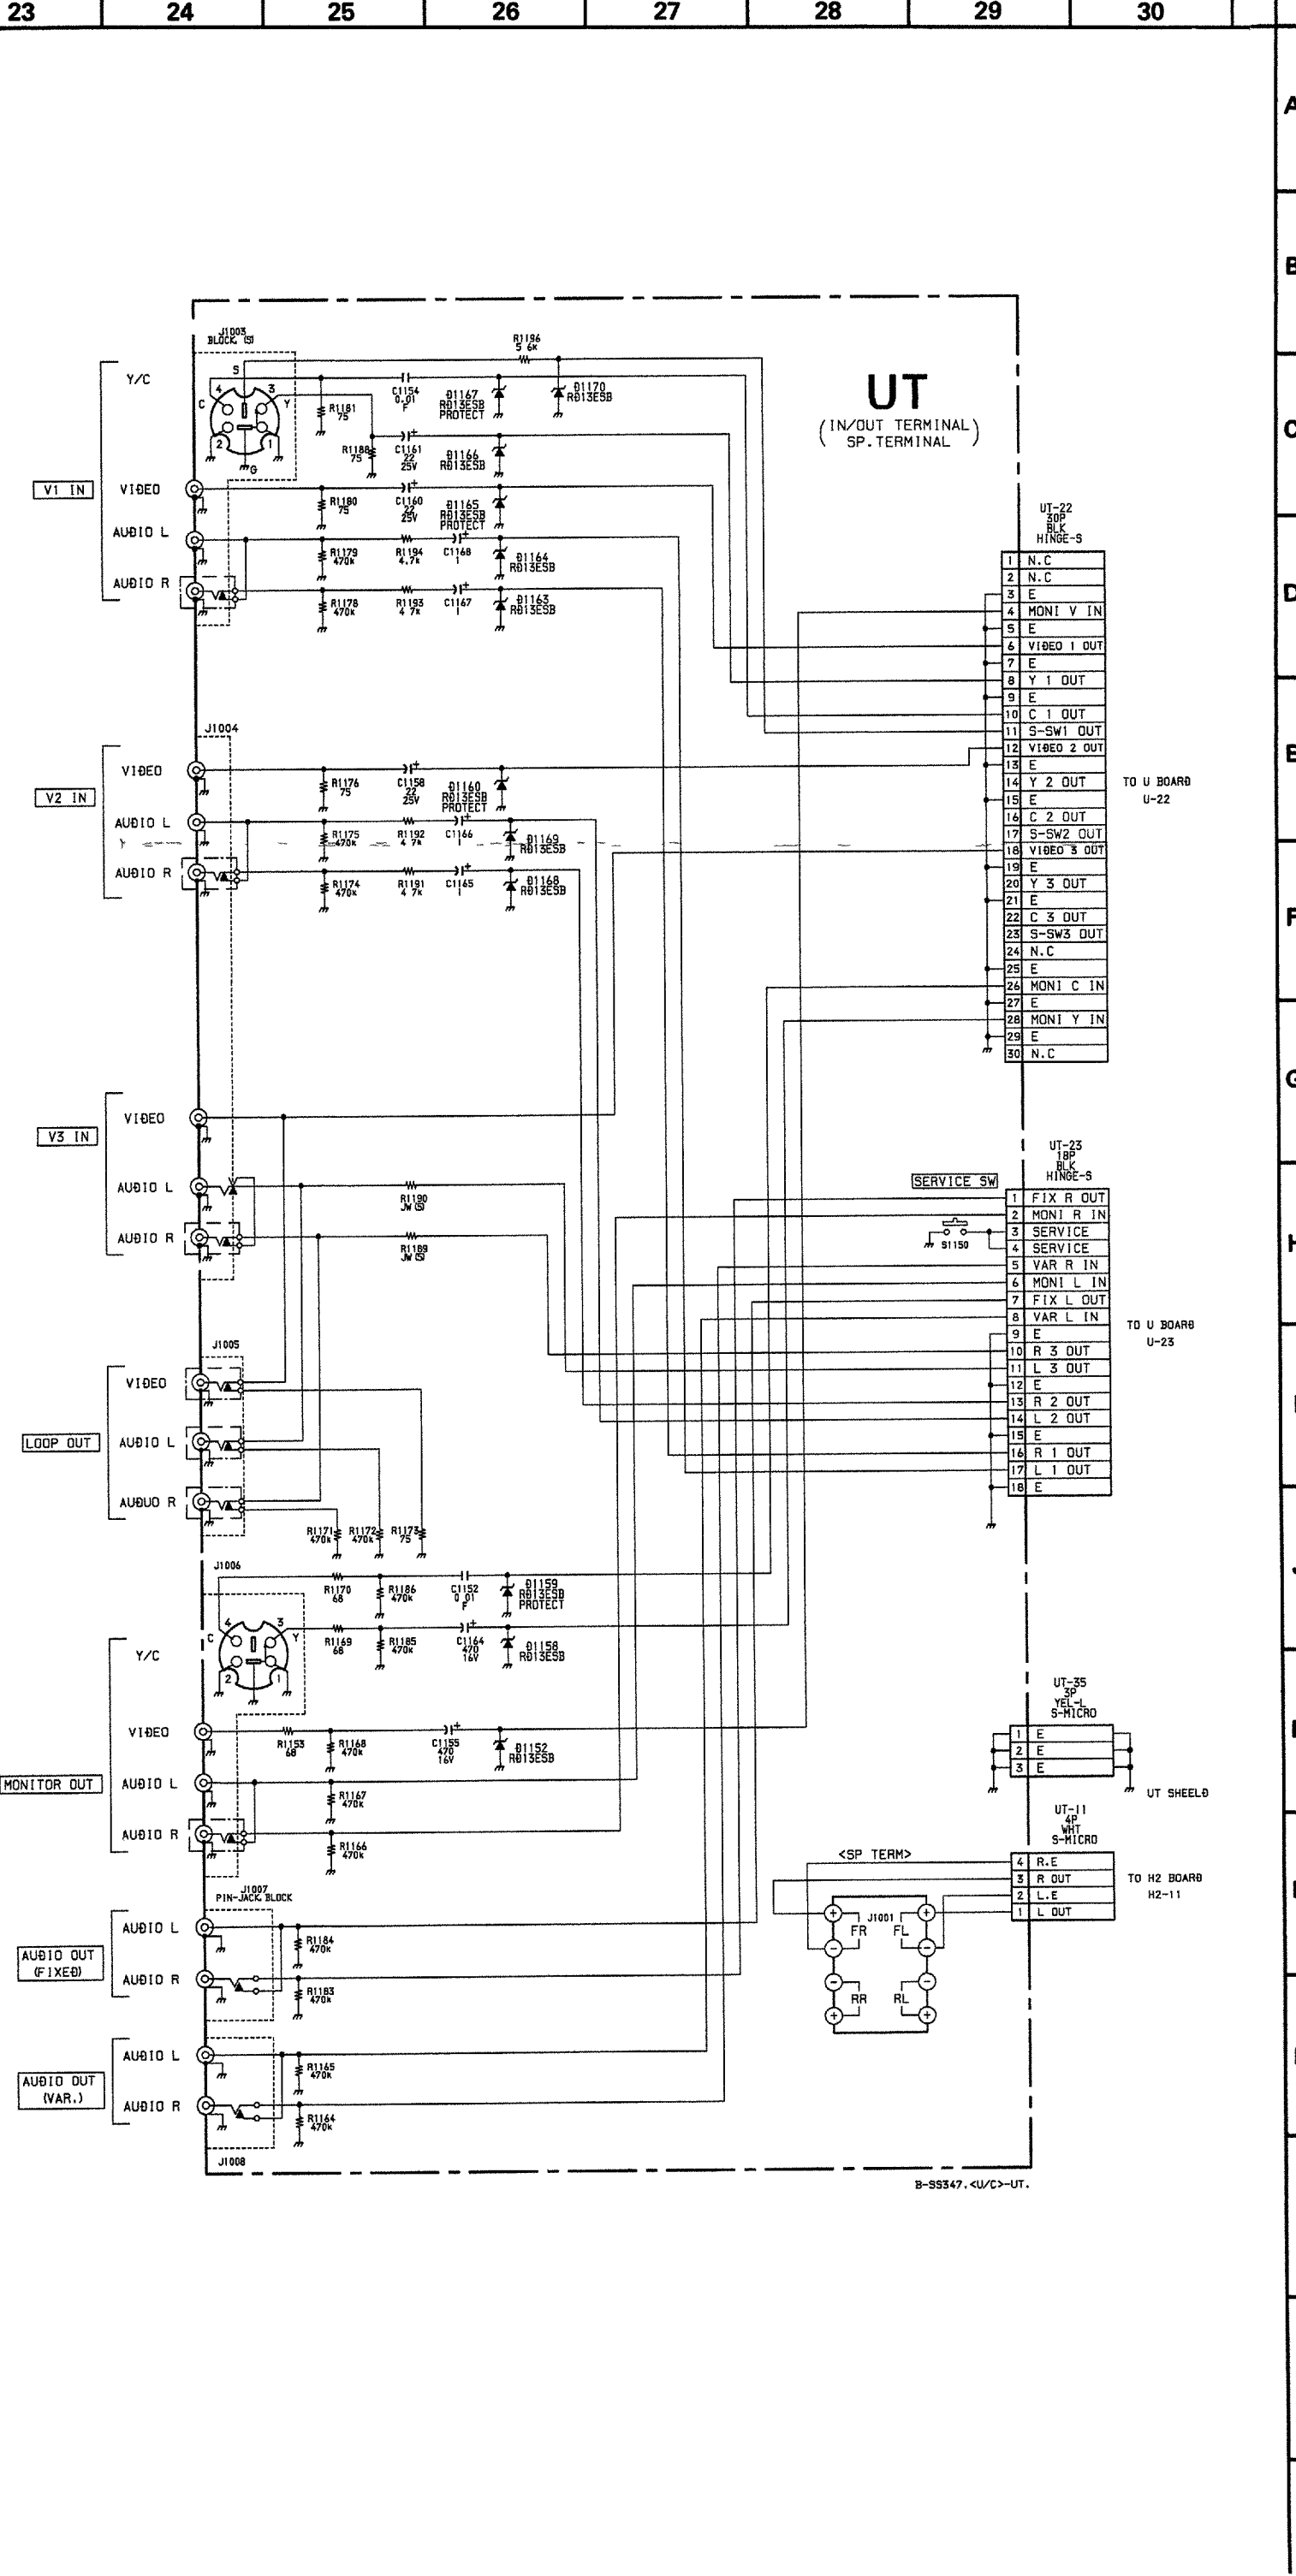 23 24 25 26 27 28 29 30
A
B
C
D
E
F
G
H
J1003
BLOCK (S)
R1196
5.6k
UT
(IN/OUT TERMINAL)
SP.TERMINAL
Y/C
S
4
3
C
Y
2
1
G
R1181
75
C1154
0.01
F
D1167
RD13ESB
PROTECT
D1170
RD13ESB
R1188
75
C1161
22
25V
D1166
RD13ESB
V1 IN
VIDEO
R1180
75
C1160
22
25V
D1165
RD13ESB
PROTECT
AUDIO L
R1179
470k
R1194
4.7k
C1168
1
D1164
RD13ESB
AUDIO R
R1178
470k
R1193
4.7k
C1167
1
D1163
RD13ESB
UT-22
30P
BLK
HINGE-S
1 N.C
2 N.C
3 E
4 MONI V IN
5 E
6 VIDEO 1 OUT
7 E
8 Y 1 OUT
9 E
10 C 1 OUT
11 S-SW1 OUT
12 VIDEO 2 OUT
13 E
14 Y 2 OUT
15 E
16 C 2 OUT
17 S-SW2 OUT
18 VIDEO 3 OUT
19 E
20 Y 3 OUT
21 E
22 C 3 OUT
23 S-SW3 OUT
24 N.C
25 E
26 MONI C IN
27 E
28 MONI Y IN
29 E
30 N.C
TO U BOARD
U-22
J1004
V2 IN
VIDEO
R1176
75
C1158
22
25V
D1160
RD13ESB
PROTECT
AUDIO L
R1175
470k
R1192
4.7k
C1166
1
D1169
RD13ESB
AUDIO R
R1174
470k
R1191
4.7k
C1165
1
D1168
RD13ESB
V3 IN
VIDEO
AUDIO L
R1190
JW(S)
AUDIO R
R1189
JW(S)
UT-23
18P
BLK
HINGE-S
SERVICE SW
S1150
1 FIX R OUT
2 MONI R IN
3 SERVICE
4 SERVICE
5 VAR R IN
6 MONI L IN
7 FIX L OUT
8 VAR L IN
9 E
10 R 3 OUT
11 L 3 OUT
12 E
13 R 2 OUT
14 L 2 OUT
15 E
16 R 1 OUT
17 L 1 OUT
18 E
TO U BOARD
U-23
J1005
LOOP OUT
VIDEO
AUDIO L
AUDUO R
R1171
470k
R1172
470k
R1173
75
J1006
R1170
68
R1186
470k
C1152
0.01
F
D1159
RD13ESB
PROTECT
4
3
C
Y
2
1
R1169
68
R1185
470k
C1164
470
16V
D1158
RD13ESB
Y/C
VIDEO
R1153
68
R1168
470k
C1155
470
16V
D1152
RD13ESB
MONITOR OUT
AUDIO L
R1167
470k
AUDIO R
R1166
470k
UT-35
3P
YEL-L
S-MICRO
1 E
2 E
3 E
UT SHEELD
UT-11
4P
WHT
S-MICRO
4 R.E
3 R OUT
2 L.E
1 L OUT
TO H2 BOARD
H2-11
<SP TERM>
J1001
FR
FL
RR
RL
J1007
PIN-JACK BLOCK
AUDIO OUT
(FIXED)
AUDIO L
R1184
470k
AUDIO R
R1183
470k
AUDIO OUT
(VAR.)
AUDIO L
R1165
470k
AUDIO R
R1164
470k
J1008
B-SS347.<U/C>-UT.